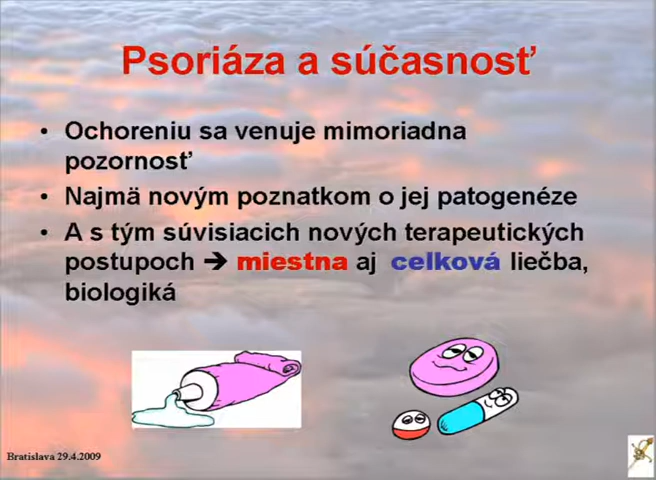 Psoriáza a súčasnosť
• Ochoreniu sa venuje mimoriadna
pozornosť
• Najmä novým poznatkom o jej patogenéze
• A s tým súvisiacich nových terapeutických
postupoch ➔ miestna aj celková liečba,
biologiká
Bratislava 29.4.2009